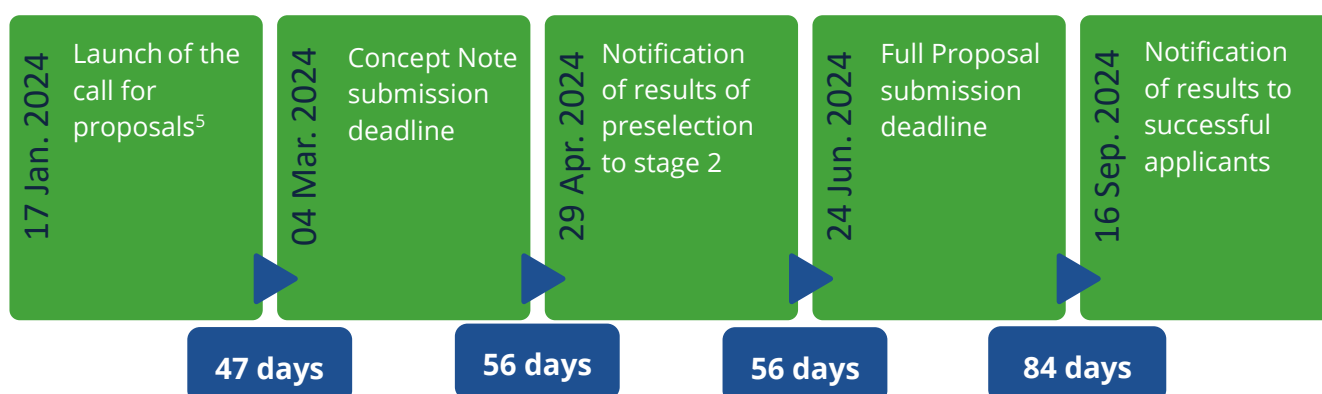 17 Jan. 2024
Launch of the
call for
proposals⁵
04 Mar. 2024
Concept Note
submission
deadline
29 Apr. 2024
Notification
of results of
preselection
to stage 2
24 Jun. 2024
Full Proposal
submission
deadline
16 Sep. 2024
Notification
of results to
successful
applicants
47 days
56 days
56 days
84 days